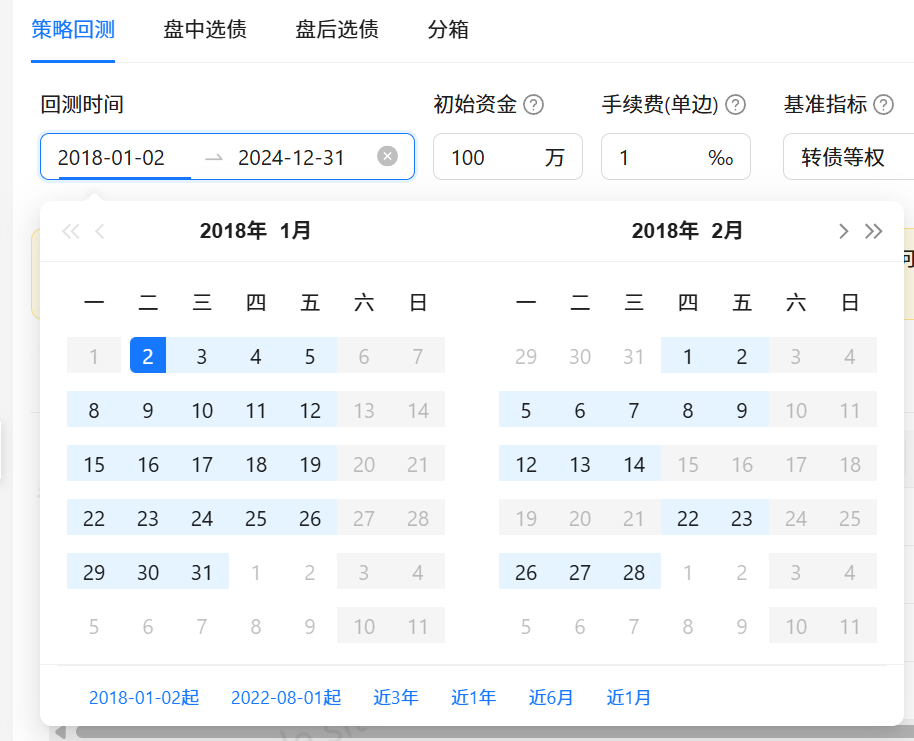 策略回测 盘中选债 盘后选债 分箱
回测时间 初始资金 ? 手续费(单边) ? 基准指标 ?
2018-01-02 → 2024-12-31 100 万 1 ‰ 转债等权
2018年 1月 2018年 2月
一 二 三 四 五 六 日 一 二 三 四 五 六 日
1 2 3 4 5 6 7 29 30 31 1 2 3 4
8 9 10 11 12 13 14 5 6 7 8 9 10 11
15 16 17 18 19 20 21 12 13 14 15 16 17 18
22 23 24 25 26 27 28 19 20 21 22 23 24 25
29 30 31 1 2 3 4 26 27 28 1 2 3 4
5 6 7 8 9 10 11 5 6 7 8 9 10 11
2018-01-02起 2022-08-01起 近3年 近1年 近6月 近1月